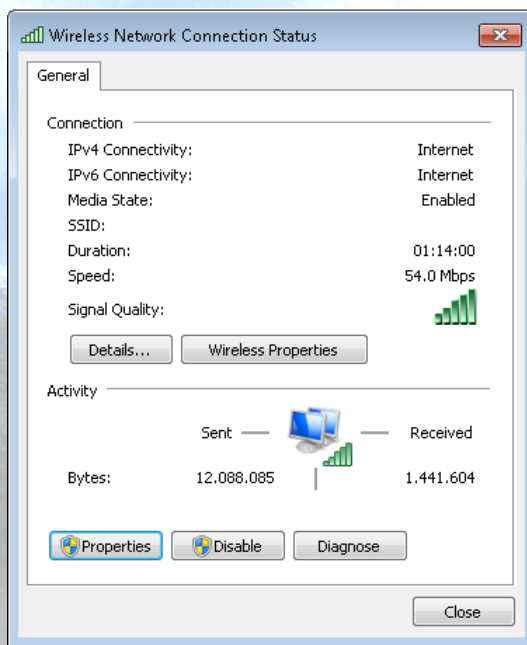 Wireless Network Connection Status
General
Connection
IPv4 Connectivity: Internet
IPv6 Connectivity: Internet
Media State: Enabled
SSID:
Duration: 01:14:00
Speed: 54.0 Mbps
Signal Quality:
Details... Wireless Properties
Activity
Sent Received
Bytes: 12.088.085 1.441.604
Properties Disable Diagnose
Close